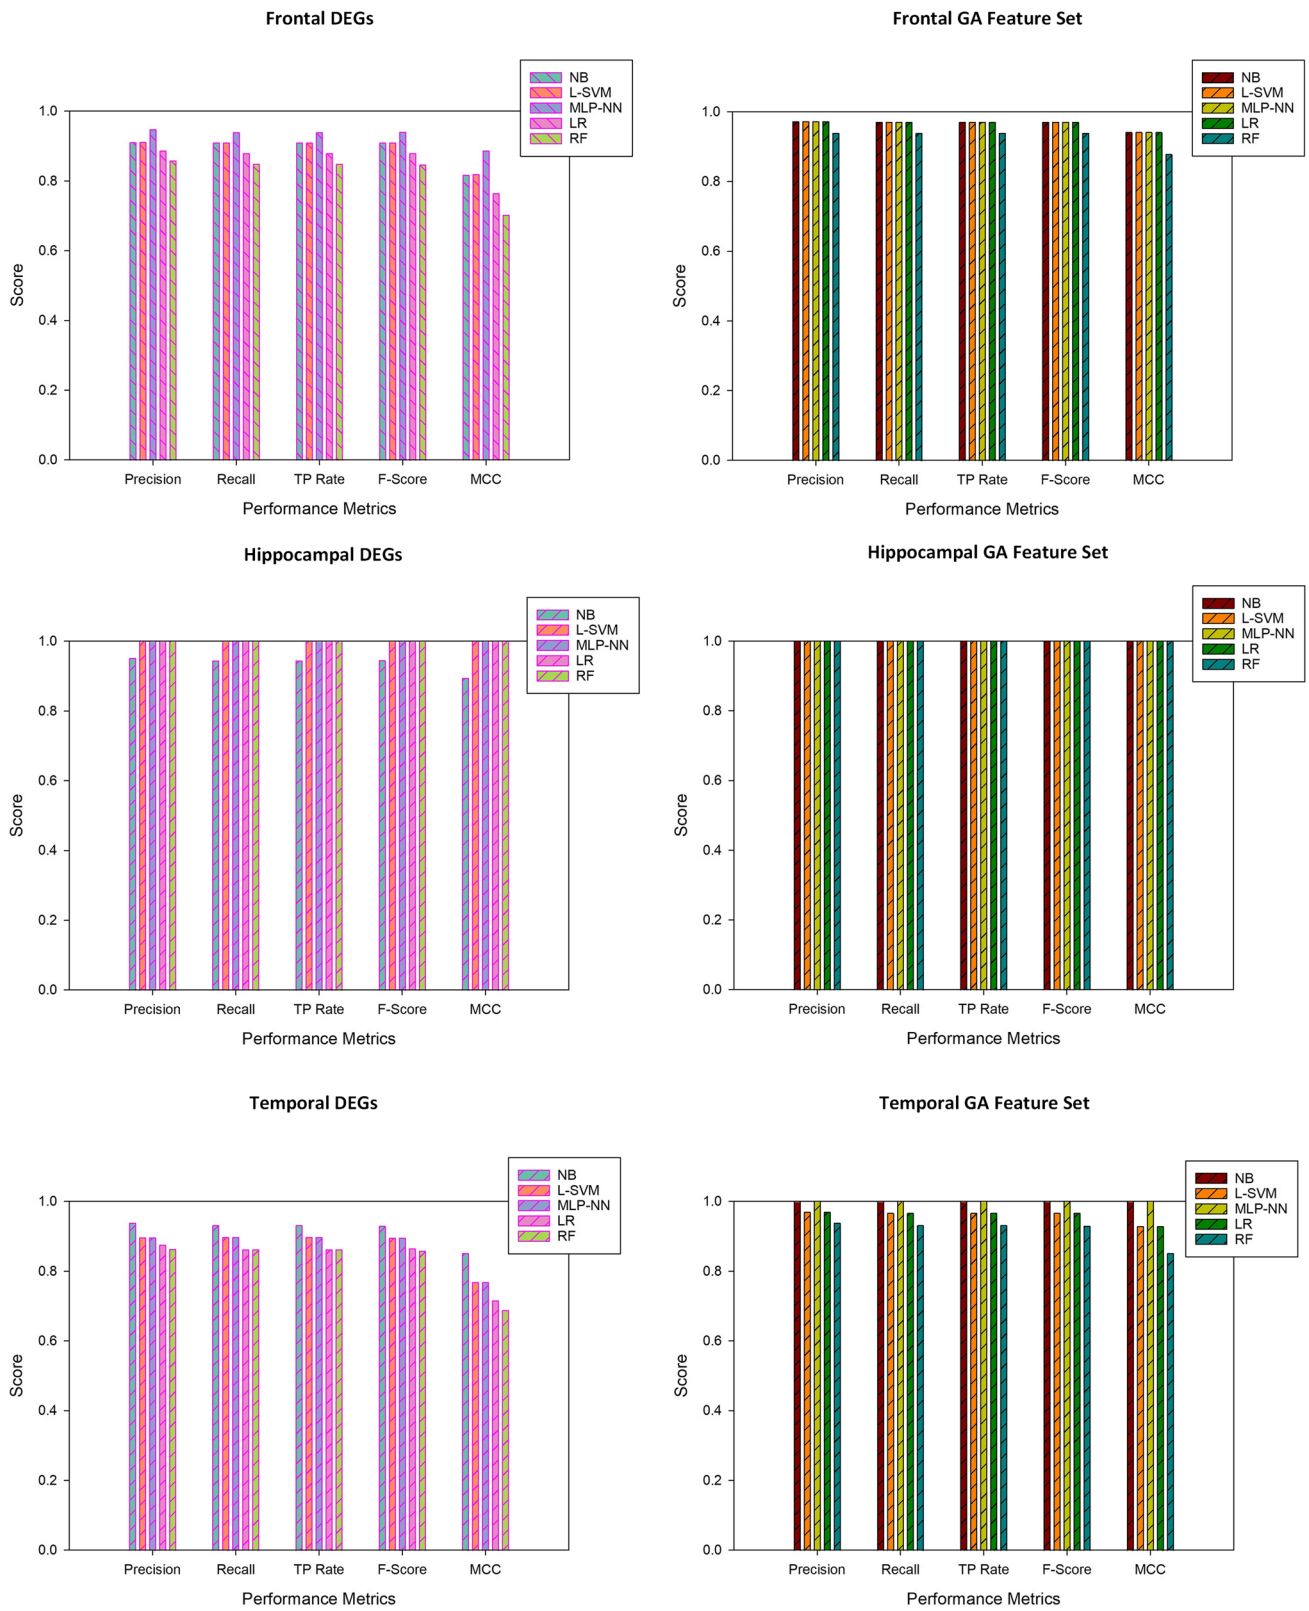 Frontal DEGs
NB
L-SVM
MLP-NN
LR
RF
1.0
0.8
0.6
0.4
0.2
0.0
Score
Precision Recall TP Rate F-Score MCC
Performance Metrics
Frontal GA Feature Set
NB
L-SVM
MLP-NN
LR
RF
1.0
0.8
0.6
0.4
0.2
0.0
Score
Precision Recall TP Rate F-Score MCC
Performance Metrics
Hippocampal DEGs
NB
L-SVM
MLP-NN
LR
RF
1.0
0.8
0.6
0.4
0.2
0.0
Score
Precision Recall TP Rate F-Score MCC
Performance Metrics
Hippocampal GA Feature Set
NB
L-SVM
MLP-NN
LR
RF
1.0
0.8
0.6
0.4
0.2
0.0
Score
Precision Recall TP Rate F-Score MCC
Performance Metrics
Temporal DEGs
NB
L-SVM
MLP-NN
LR
RF
1.0
0.8
0.6
0.4
0.2
0.0
Score
Precision Recall TP Rate F-Score MCC
Performance Metrics
Temporal GA Feature Set
NB
L-SVM
MLP-NN
LR
RF
1.0
0.8
0.6
0.4
0.2
0.0
Score
Precision Recall TP Rate F-Score MCC
Performance Metrics